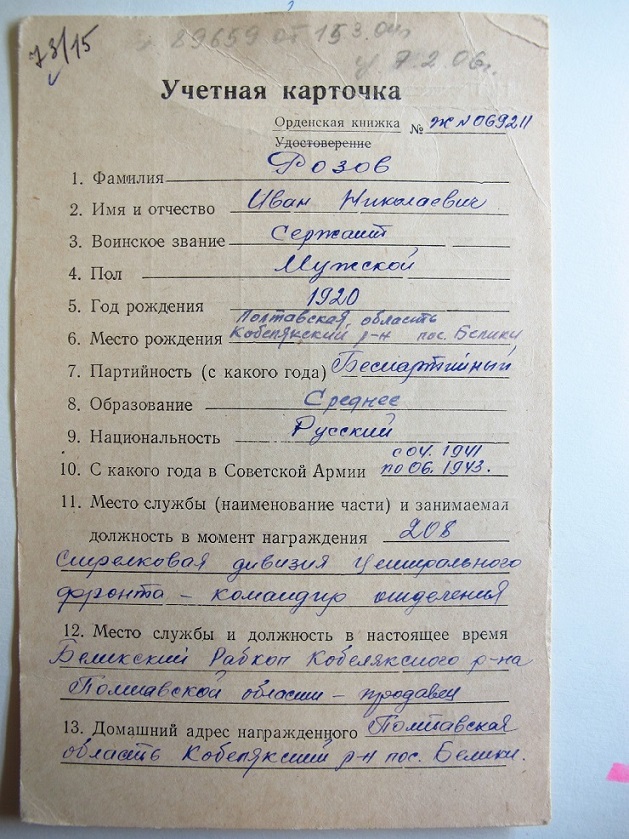 73/15
89659 от 15 3.
7.2.06г.
Учетная карточка
Орденская книжка № Ж №069211
Удостоверение
1. Фамилия Розов
2. Имя и отчество Иван Николаевич
3. Воинское звание Сержант
4. Пол Мужской
5. Год рождения 1920
Полтавская область
6. Место рождения Кобелякский р-н пос. Белики
7. Партийность (с какого года) Беспартийный
8. Образование Среднее
9. Национальность Русский
с 04. 1941
10. С какого года в Советской Армии по 06. 1943.
11. Место службы (наименование части) и занимаемая
должность в момент награждения 208
стрелковая дивизия Центрального
фронта – командир отделения
12. Место службы и должность в настоящее время
Беликский Рабкоп Кобелякского р-на
Полтавской области – продавец
13. Домашний адрес награжденного Полтавская
область Кобелякский р-н пос. Белики.